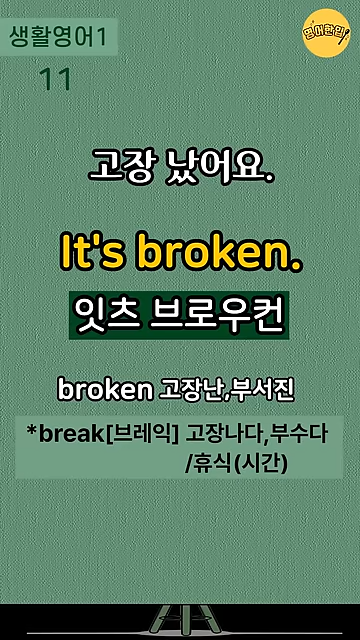 생활영어1
영어한입
11
고장 났어요.
It's broken.
잇츠 브로우컨
broken 고장난,부서진
*break[브레익] 고장나다,부수다
/휴식(시간)